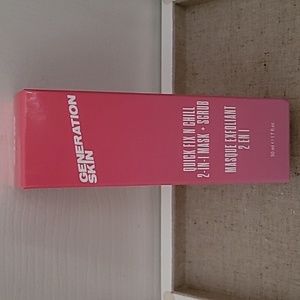 GENERATION
SKIN
QUICK FIX N CHILL
2-IN-1 MASK + SCRUB
MASQUE EXFOLIANT
2 EN 1
50 ml e 1.7 fl oz.